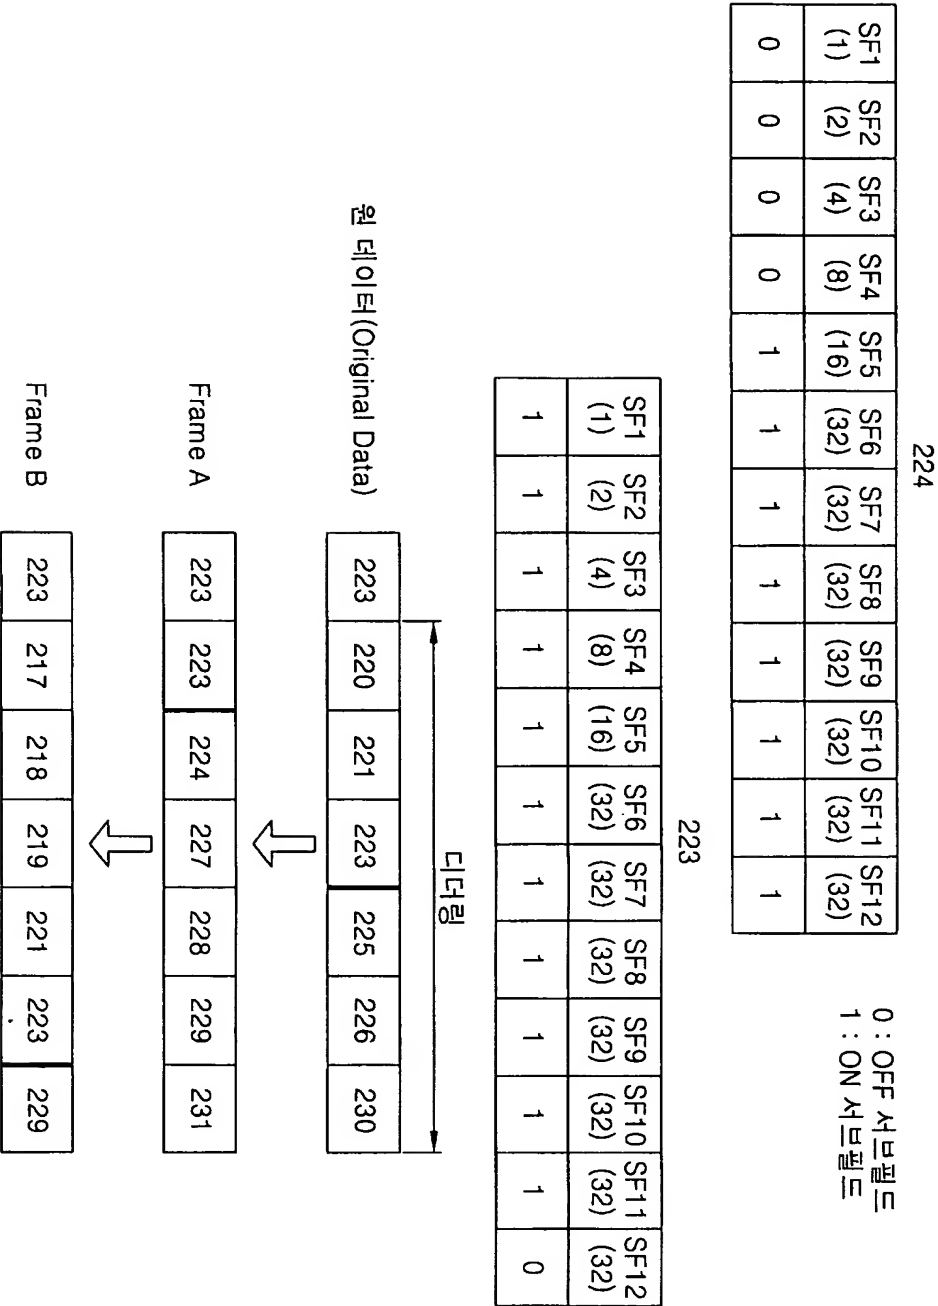 224
SF1 SF2 SF3 SF4 SF5 SF6 SF7 SF8 SF9 SF10 SF11 SF12
(1) (2) (4) (8) (16) (32) (32) (32) (32) (32) (32) (32)
0 0 0 0 1 1 1 1 1 1 1 1
0 : OFF 서브필드
1 : ON 서브필드
223
SF1 SF2 SF3 SF4 SF5 SF6 SF7 SF8 SF9 SF10 SF11 SF12
(1) (2) (4) (8) (16) (32) (32) (32) (32) (32) (32) (32)
1 1 1 1 1 1 1 1 1 1 1 0
디더링
원 데이터(Original Data) 223 220 221 223 225 226 230
Frame A 223 223 224 227 228 229 231
Frame B 223 217 218 219 221 223 229